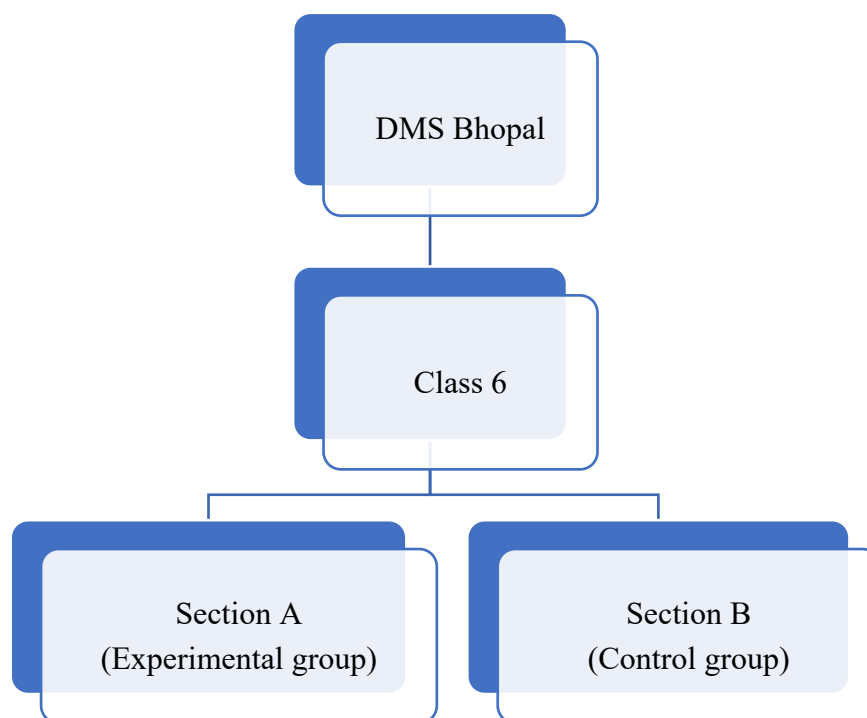 DMS Bhopal
Class 6
Section A
(Experimental group)
Section B
(Control group)